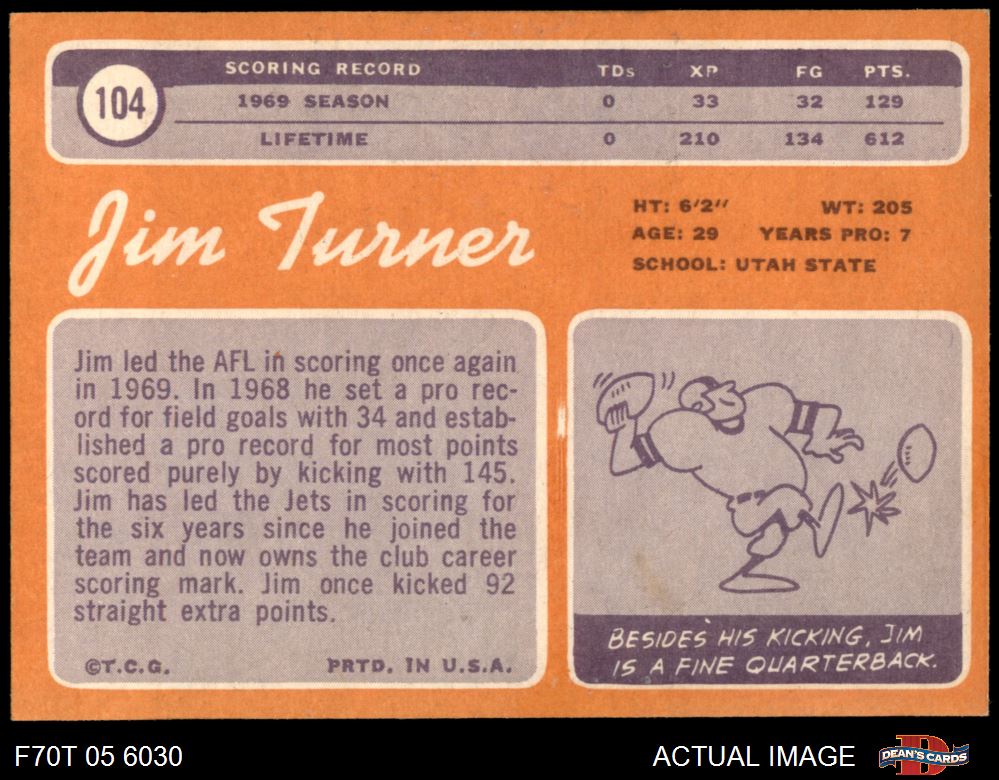 SCORING RECORD TDs XP FG PTS.
104
1969 SEASON 0 33 32 129
LIFETIME 0 210 134 612
Jim Turner
HT: 6'2" WT: 205
AGE: 29 YEARS PRO: 7
SCHOOL: UTAH STATE
Jim led the AFL in scoring once again
in 1969. In 1968 he set a pro rec-
ord for field goals with 34 and estab-
lished a pro record for most points
scored purely by kicking with 145.
Jim has led the Jets in scoring for
the six years since he joined the
team and now owns the club career
scoring mark. Jim once kicked 92
straight extra points.
©T.C.G. PRTD. IN U.S.A.
BESIDES HIS KICKING, JIM
IS A FINE QUARTERBACK.
F70T 05 6030 ACTUAL IMAGE DEAN'S CARDS